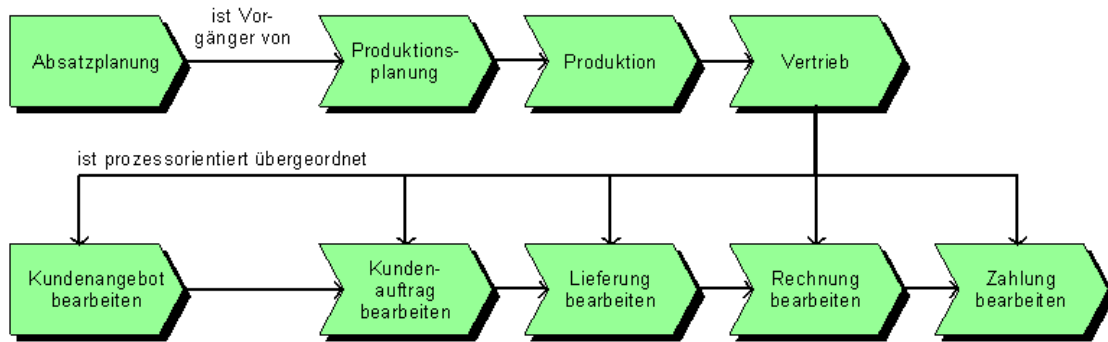 ist Vor-
gänger von
Absatzplanung
Produktions-
planung
Produktion
Vertrieb
ist prozessorientiert übergeordnet
Kundenangebot
bearbeiten
Kunden-
auftrag
bearbeiten
Lieferung
bearbeiten
Rechnung
bearbeiten
Zahlung
bearbeiten